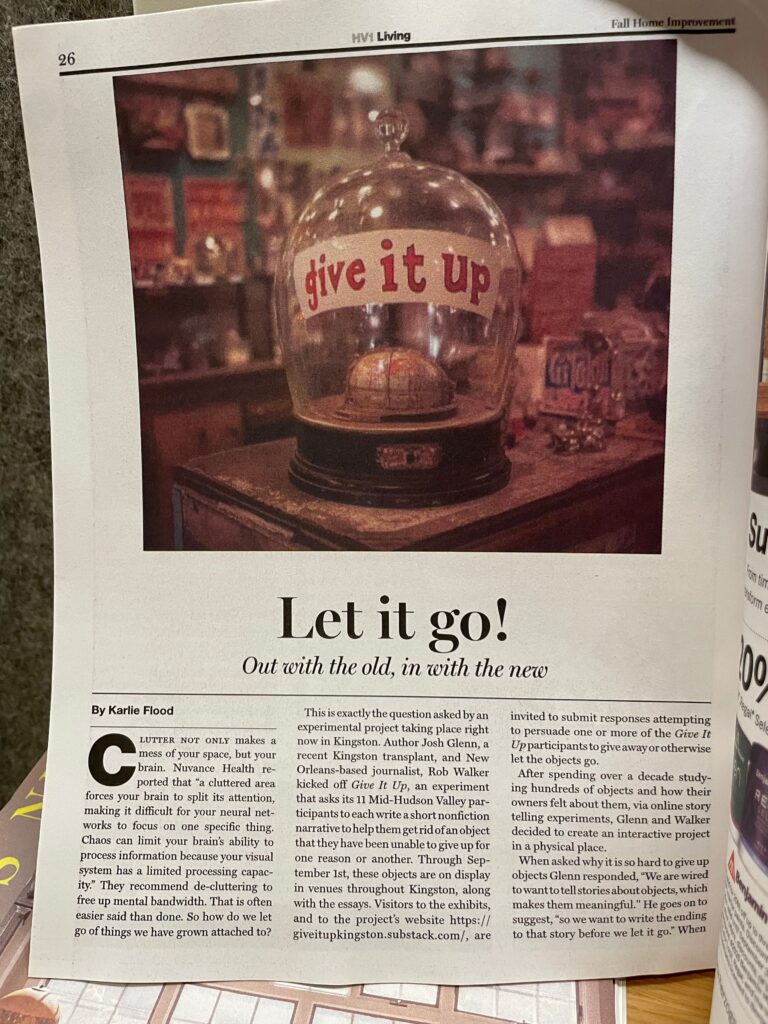 26
HV1 Living
Fall Home Improvement
give it up
Let it go!
Out with the old, in with the new
By Karlie Flood
CLUTTER NOT ONLY makes a
mess of your space, but your
brain. Nuvance Health re-
ported that “a cluttered area
forces your brain to split its attention,
making it difficult for your neural net-
works to focus on one specific thing.
Chaos can limit your brain’s ability to
process information because your visual
system has a limited processing capac-
ity.” They recommend de-cluttering to
free up mental bandwidth. That is often
easier said than done. So how do we let
go of things we have grown attached to?
This is exactly the question asked by an
experimental project taking place right
now in Kingston. Author Josh Glenn, a
recent Kingston transplant, and New
Orleans-based journalist, Rob Walker
kicked off Give It Up, an experiment
that asks its 11 Mid-Hudson Valley par-
ticipants to each write a short nonfiction
narrative to help them get rid of an object
that they have been unable to give up for
one reason or another. Through Sep-
tember 1st, these objects are on display
in venues throughout Kingston, along
with the essays. Visitors to the exhibits,
and to the project’s website https://
giveitupkingston.substack.com/, are
invited to submit responses attempting
to persuade one or more of the Give It
Up participants to give away or otherwise
let the objects go.
After spending over a decade study-
ing hundreds of objects and how their
owners felt about them, via online story
telling experiments, Glenn and Walker
decided to create an interactive project
in a physical place.
When asked why it is so hard to give up
objects Glenn responded, “We are wired
to want to tell stories about objects, which
makes them meaningful.” He goes on to
suggest, “so we want to write the ending
to that story before we let it go.” When
Su
20%
Benjamin